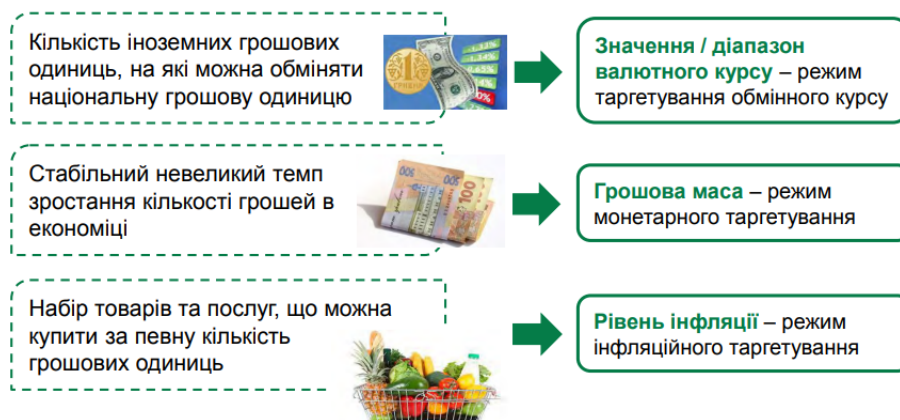 Кількість іноземних грошових
одиниць, на які можна обміняти
національну грошову одиницю
Значення / діапазон
валютного курсу – режим
таргетування обмінного курсу
Стабільний невеликий темп
зростання кількості грошей в
економіці
Грошова маса – режим
монетарного таргетування
Набір товарів та послуг, що можна
купити за певну кількість
грошових одиниць
Рівень інфляції – режим
інфляційного таргетування